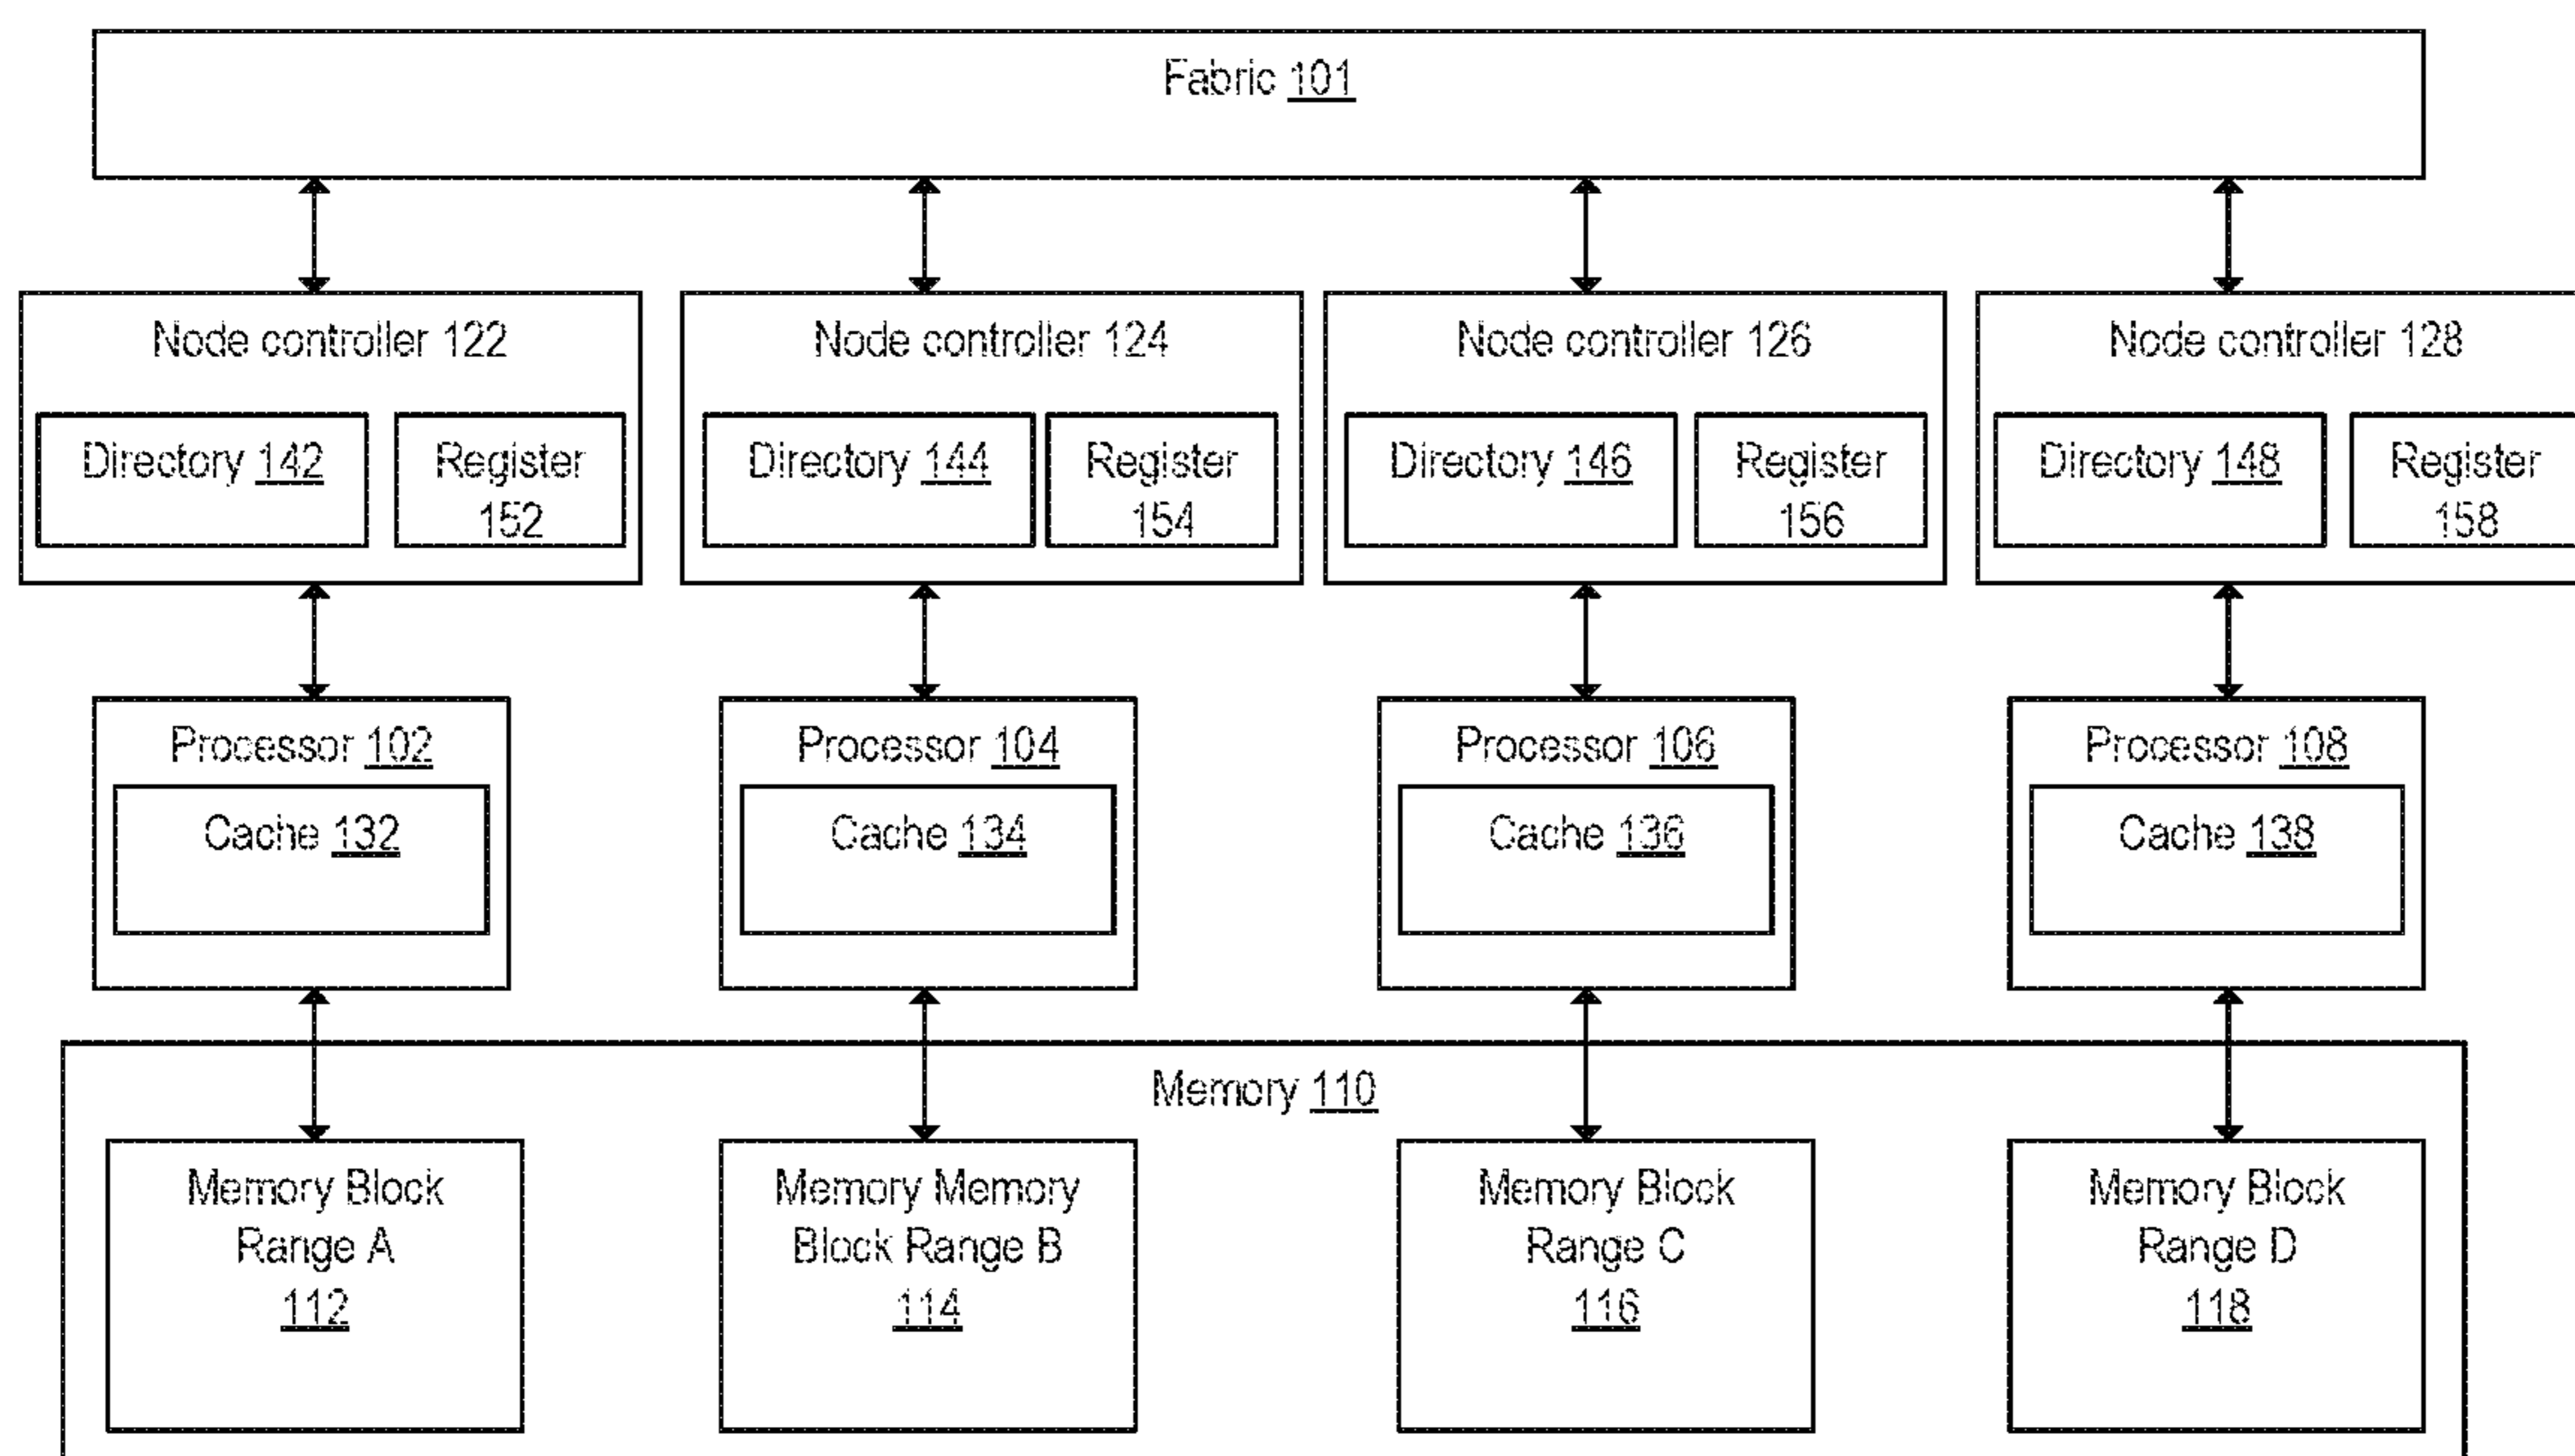 Fabric 101
Node controller 122
Node controller 124
Node controller 126
Node controller 128
Directory 142
Register
152
Directory 144
Register
154
Directory 146
Register
156
Directory 148
Register
158
Processor 102
Processor 104
Processor 106
Processor 108
Cache 132
Cache 134
Cache 136
Cache 138
Memory 110
Memory Block
Range A
112
Memory Memory
Block Range B
114
Memory Block
Range C
116
Memory Block
Range D
118